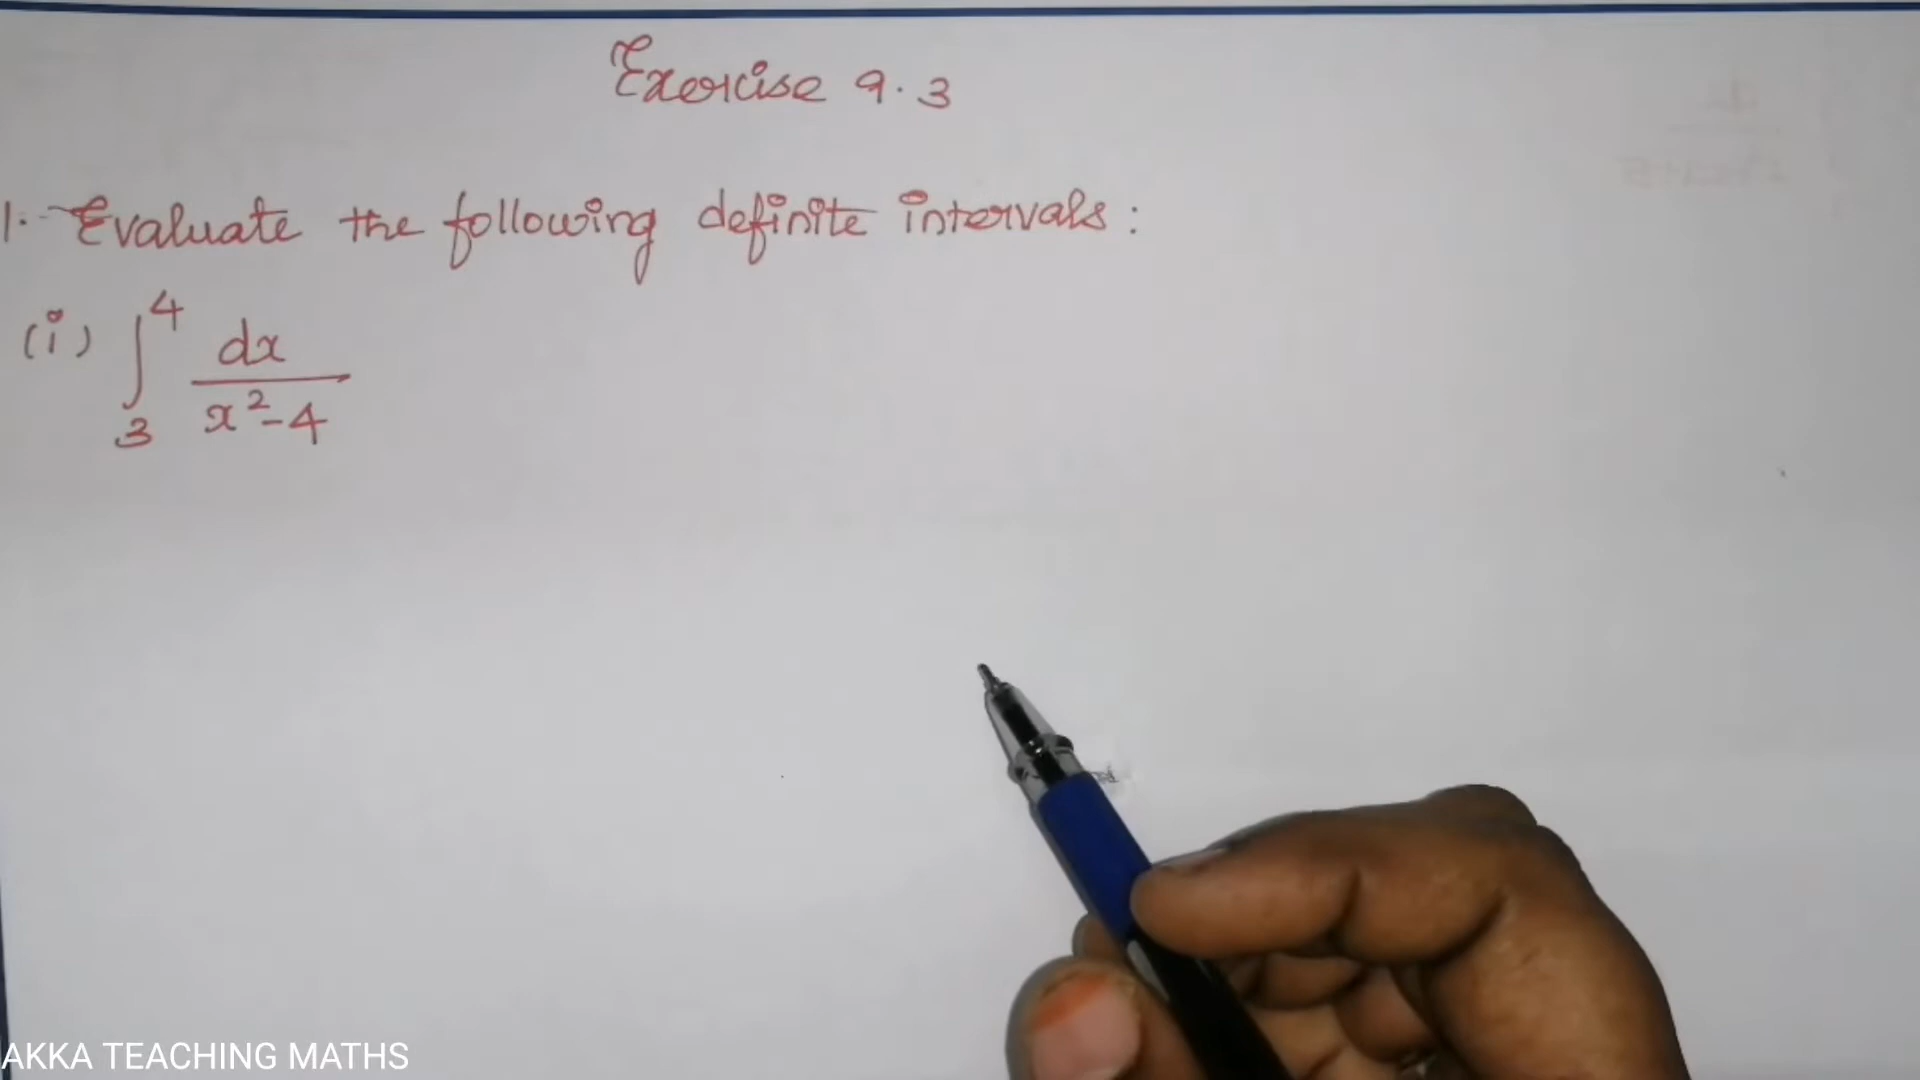 Exercise 9.3
1. Evaluate the following definite intervals:
(i) ∫₃⁴ dx / x²-4
AKKA TEACHING MATHS